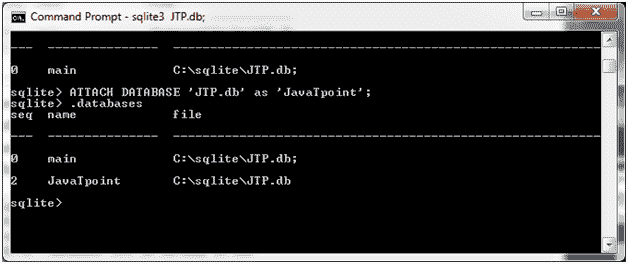 Command Prompt - sqlite3 JTP.db;
--- --------------- ----------------------------------------------------------
0 main C:\sqlite\JTP.db;
sqlite> ATTACH DATABASE 'JTP.db' as 'JavaTpoint';
sqlite> .databases
seq name file
--- --------------- ----------------------------------------------------------
0 main C:\sqlite\JTP.db;
2 JavaTpoint C:\sqlite\JTP.db
sqlite>